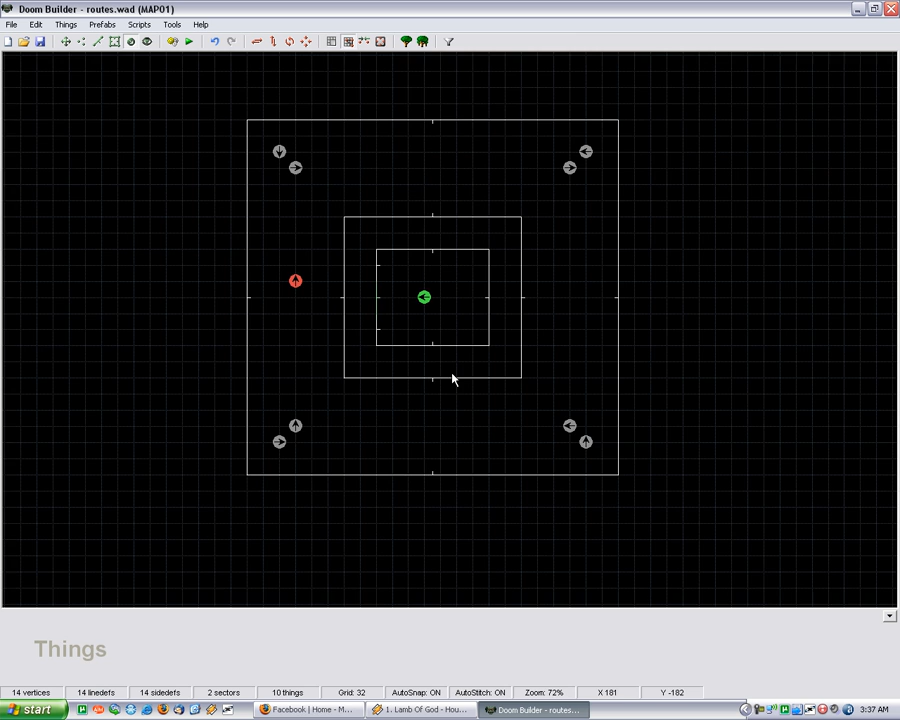 Doom Builder - routes.wad (MAP01)
File Edit Things Prefabs Scripts Tools Help
Things
14 vertices 14 linedefs 14 sidedefs 2 sectors 10 things Grid: 32 AutoSnap: ON AutoStitch: ON Zoom: 72% X 181 Y -182
start Facebook | Home - M... 1. Lamb Of God - Hou... Doom Builder - routes... 3:37 AM